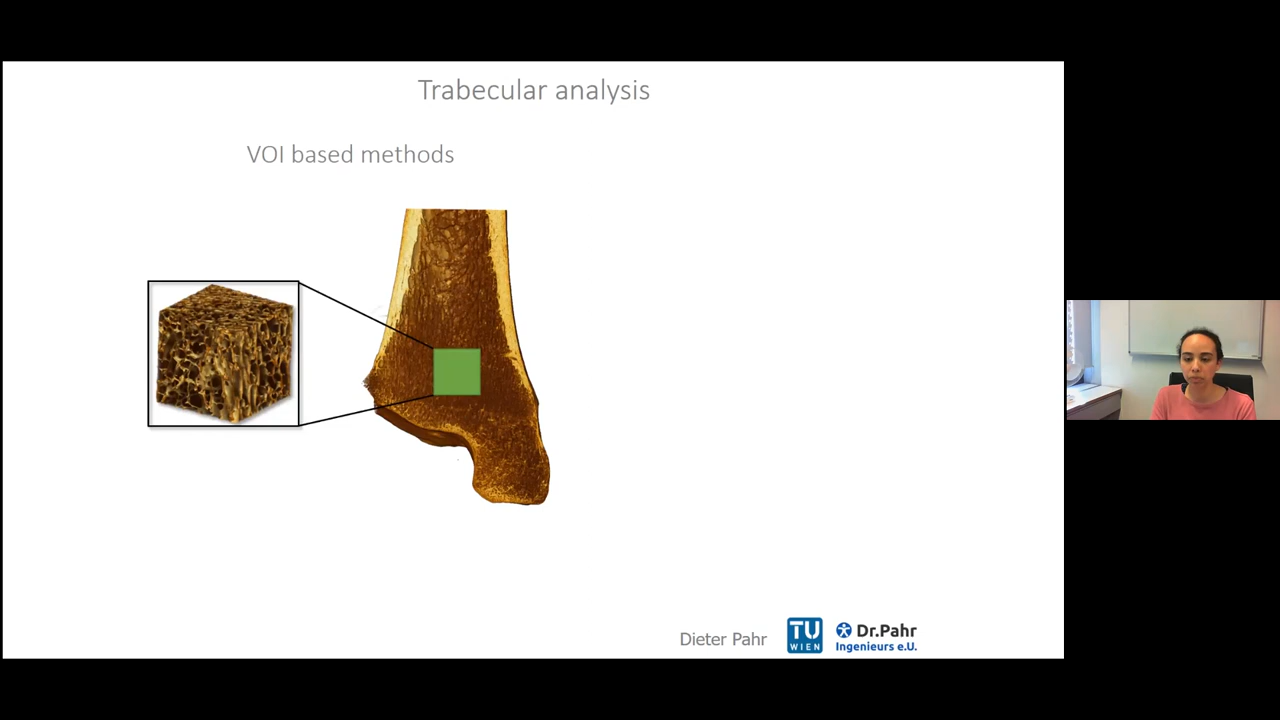 Trabecular analysis
VOI based methods
Dieter Pahr
TU
WIEN
Dr.Pahr
Ingenieurs e.U.